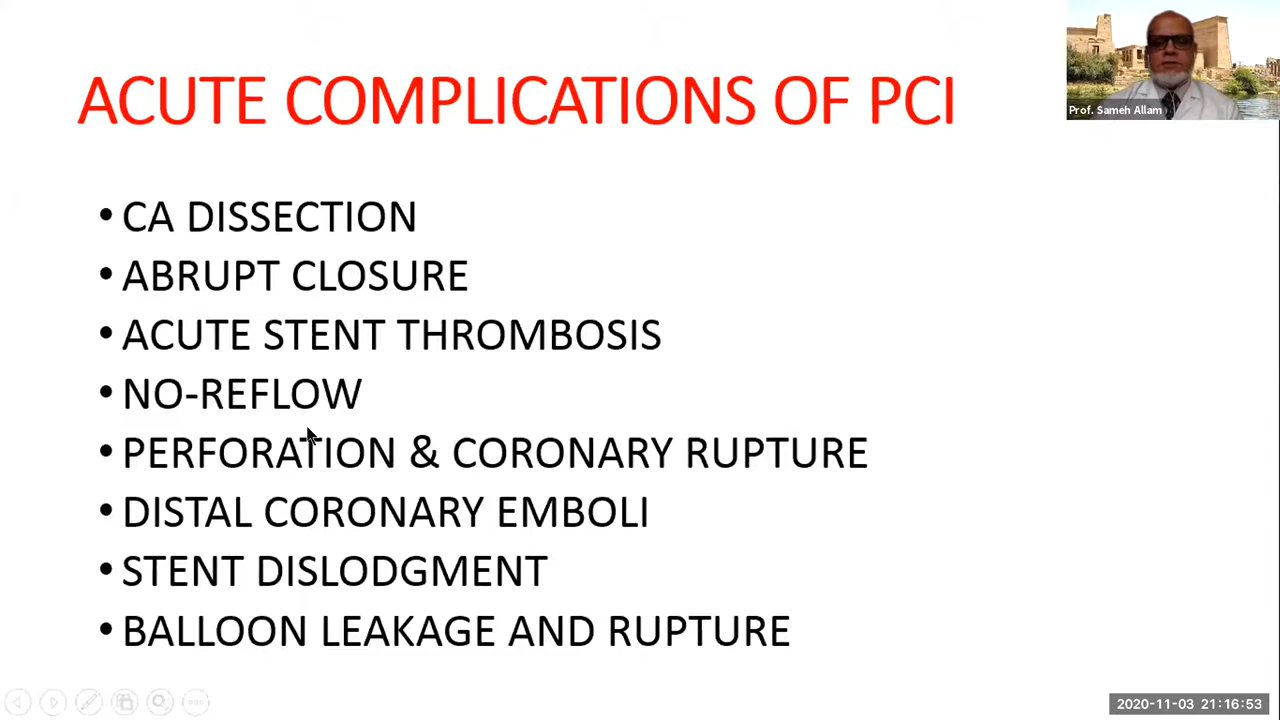 ACUTE COMPLICATIONS OF PCI
Prof. Sameh Allam
• CA DISSECTION
• ABRUPT CLOSURE
• ACUTE STENT THROMBOSIS
• NO-REFLOW
• PERFORATION & CORONARY RUPTURE
• DISTAL CORONARY EMBOLI
• STENT DISLODGMENT
• BALLOON LEAKAGE AND RUPTURE
2020-11-03 21:16:53